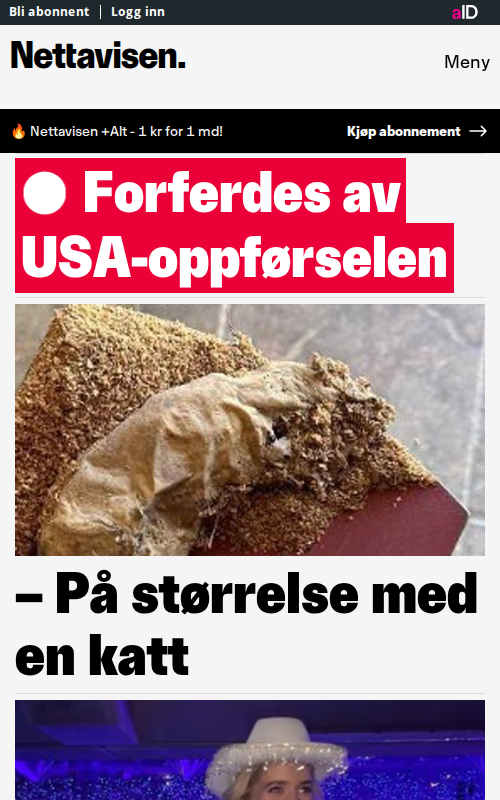 Bli abonnent | Logg inn
aID
Nettavisen.
Meny
🔥 Nettavisen +Alt - 1 kr for 1 md!
Kjøp abonnement →
Forferdes av
USA-oppførselen
– På størrelse med
en katt